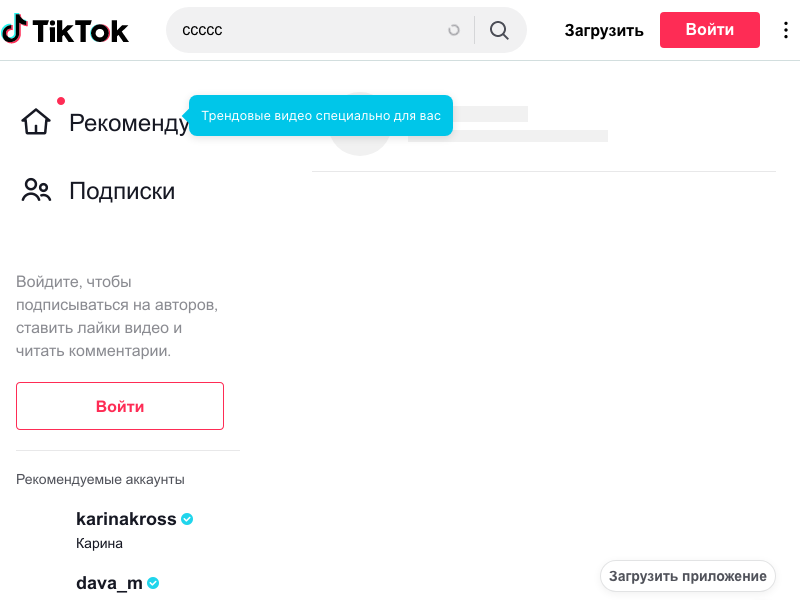 TikTok
ссссс
Загрузить
Войти
Рекоменду
Трендовые видео специально для вас
Подписки
Войдите, чтобы
подписываться на авторов,
ставить лайки видео и
читать комментарии.
Войти
Рекомендуемые аккаунты
karinakross
Карина
dava_m
Загрузить приложение